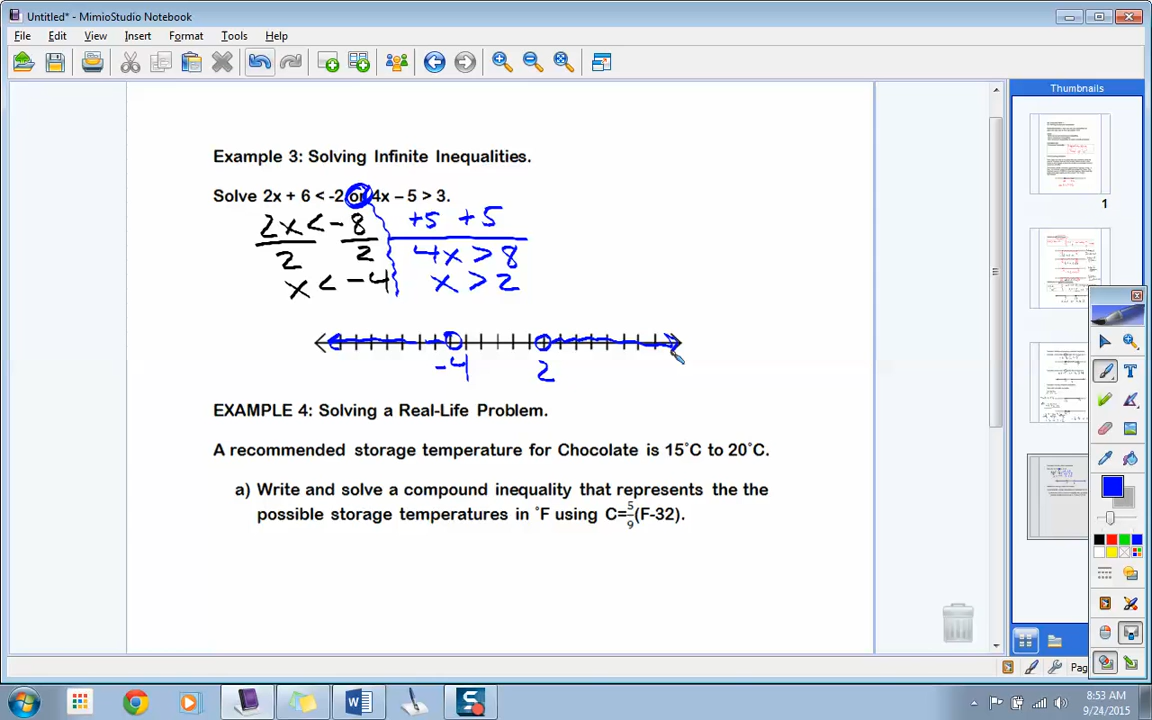 Untitled* - MimioStudio Notebook
File Edit View Insert Format Tools Help
Thumbnails
Example 3: Solving Infinite Inequalities.
Solve 2x + 6 < -2 or 4x – 5 > 3.
2x < -8 +5 +5
2 2 4x > 8
x < -4 x > 2
-4 2
EXAMPLE 4: Solving a Real-Life Problem.
A recommended storage temperature for Chocolate is 15˚C to 20˚C.
a) Write and solve a compound inequality that represents the the
possible storage temperatures in ˚F using C=5/9(F-32).
1
T
Pag
8:53 AM
9/24/2015